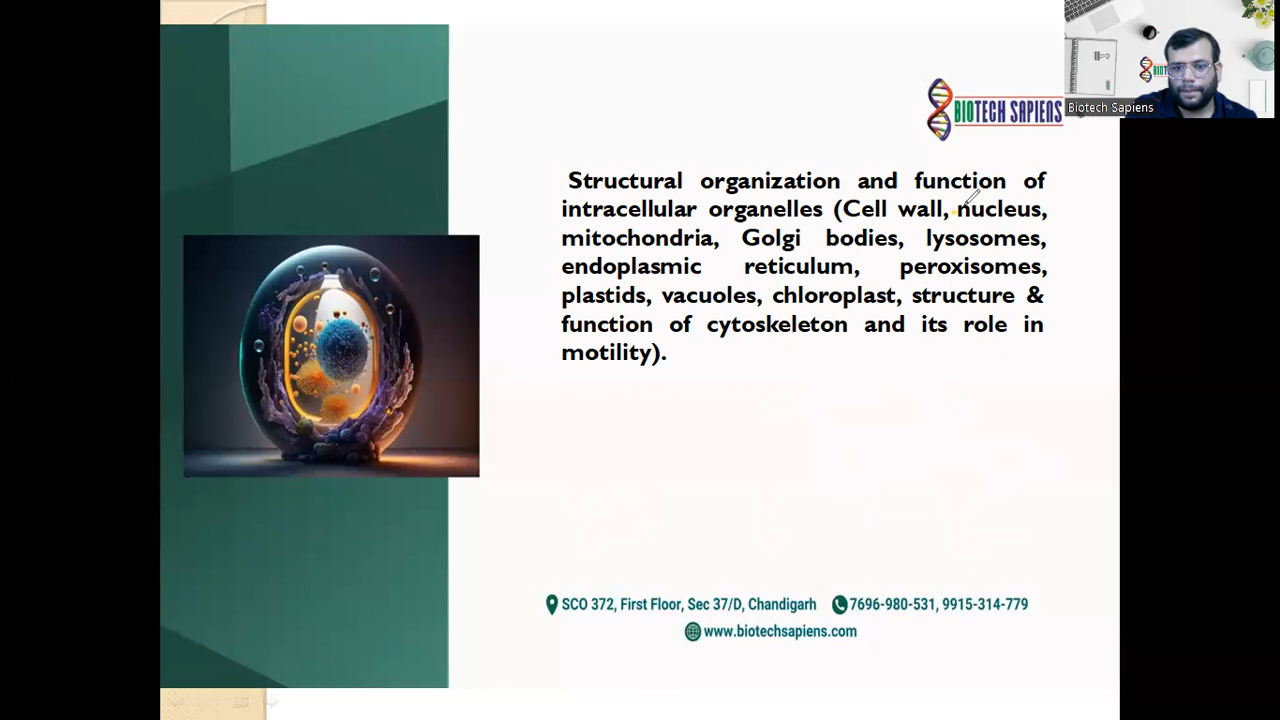 BIOTECH SAPIENS
Biotech Sapiens
Structural organization and function of
intracellular organelles (Cell wall, nucleus,
mitochondria, Golgi bodies, lysosomes,
endoplasmic reticulum, peroxisomes,
plastids, vacuoles, chloroplast, structure &
function of cytoskeleton and its role in
motility).
SCO 372, First Floor, Sec 37/D, Chandigarh 7696-980-531, 9915-314-779
www.biotechsapiens.com